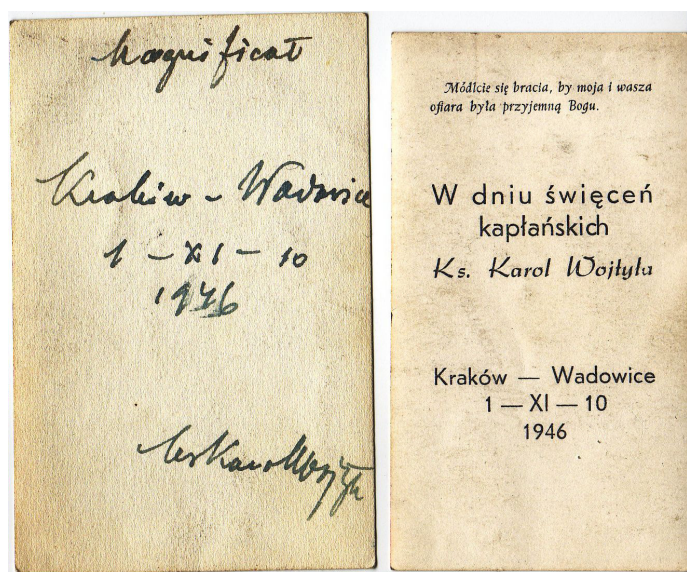 Magnificat
Kraków – Wadowice
1 – XI – 10
1946
ks Karol Wojtyła
Módlcie się bracia, by moja i wasza
ofiara była przyjemną Bogu.
W dniu święceń
kapłańskich
Ks. Karol Wojtyła
Kraków — Wadowice
1 — XI — 10
1946